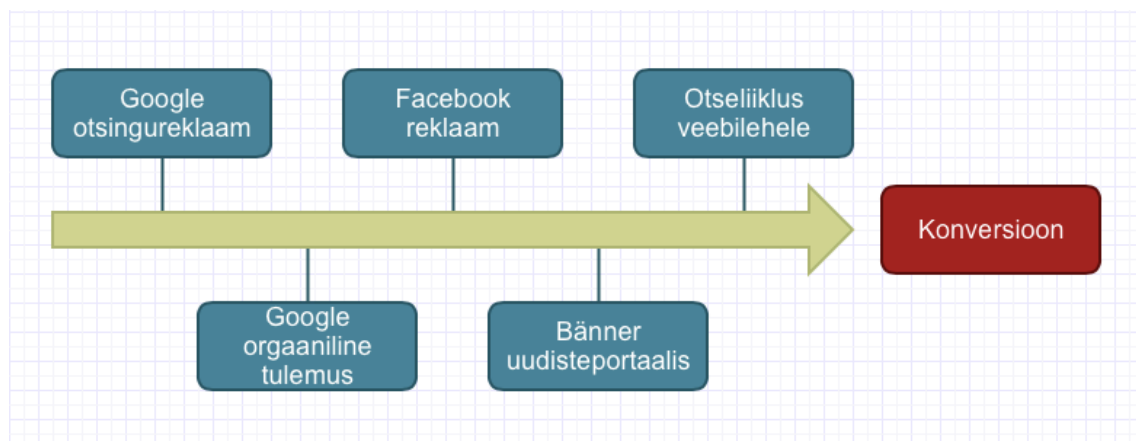 Google
otsingureklaam
Facebook
reklaam
Otseliiklus
veebilehele
Konversioon
Google
orgaaniline
tulemus
Bänner
uudisteportaalis